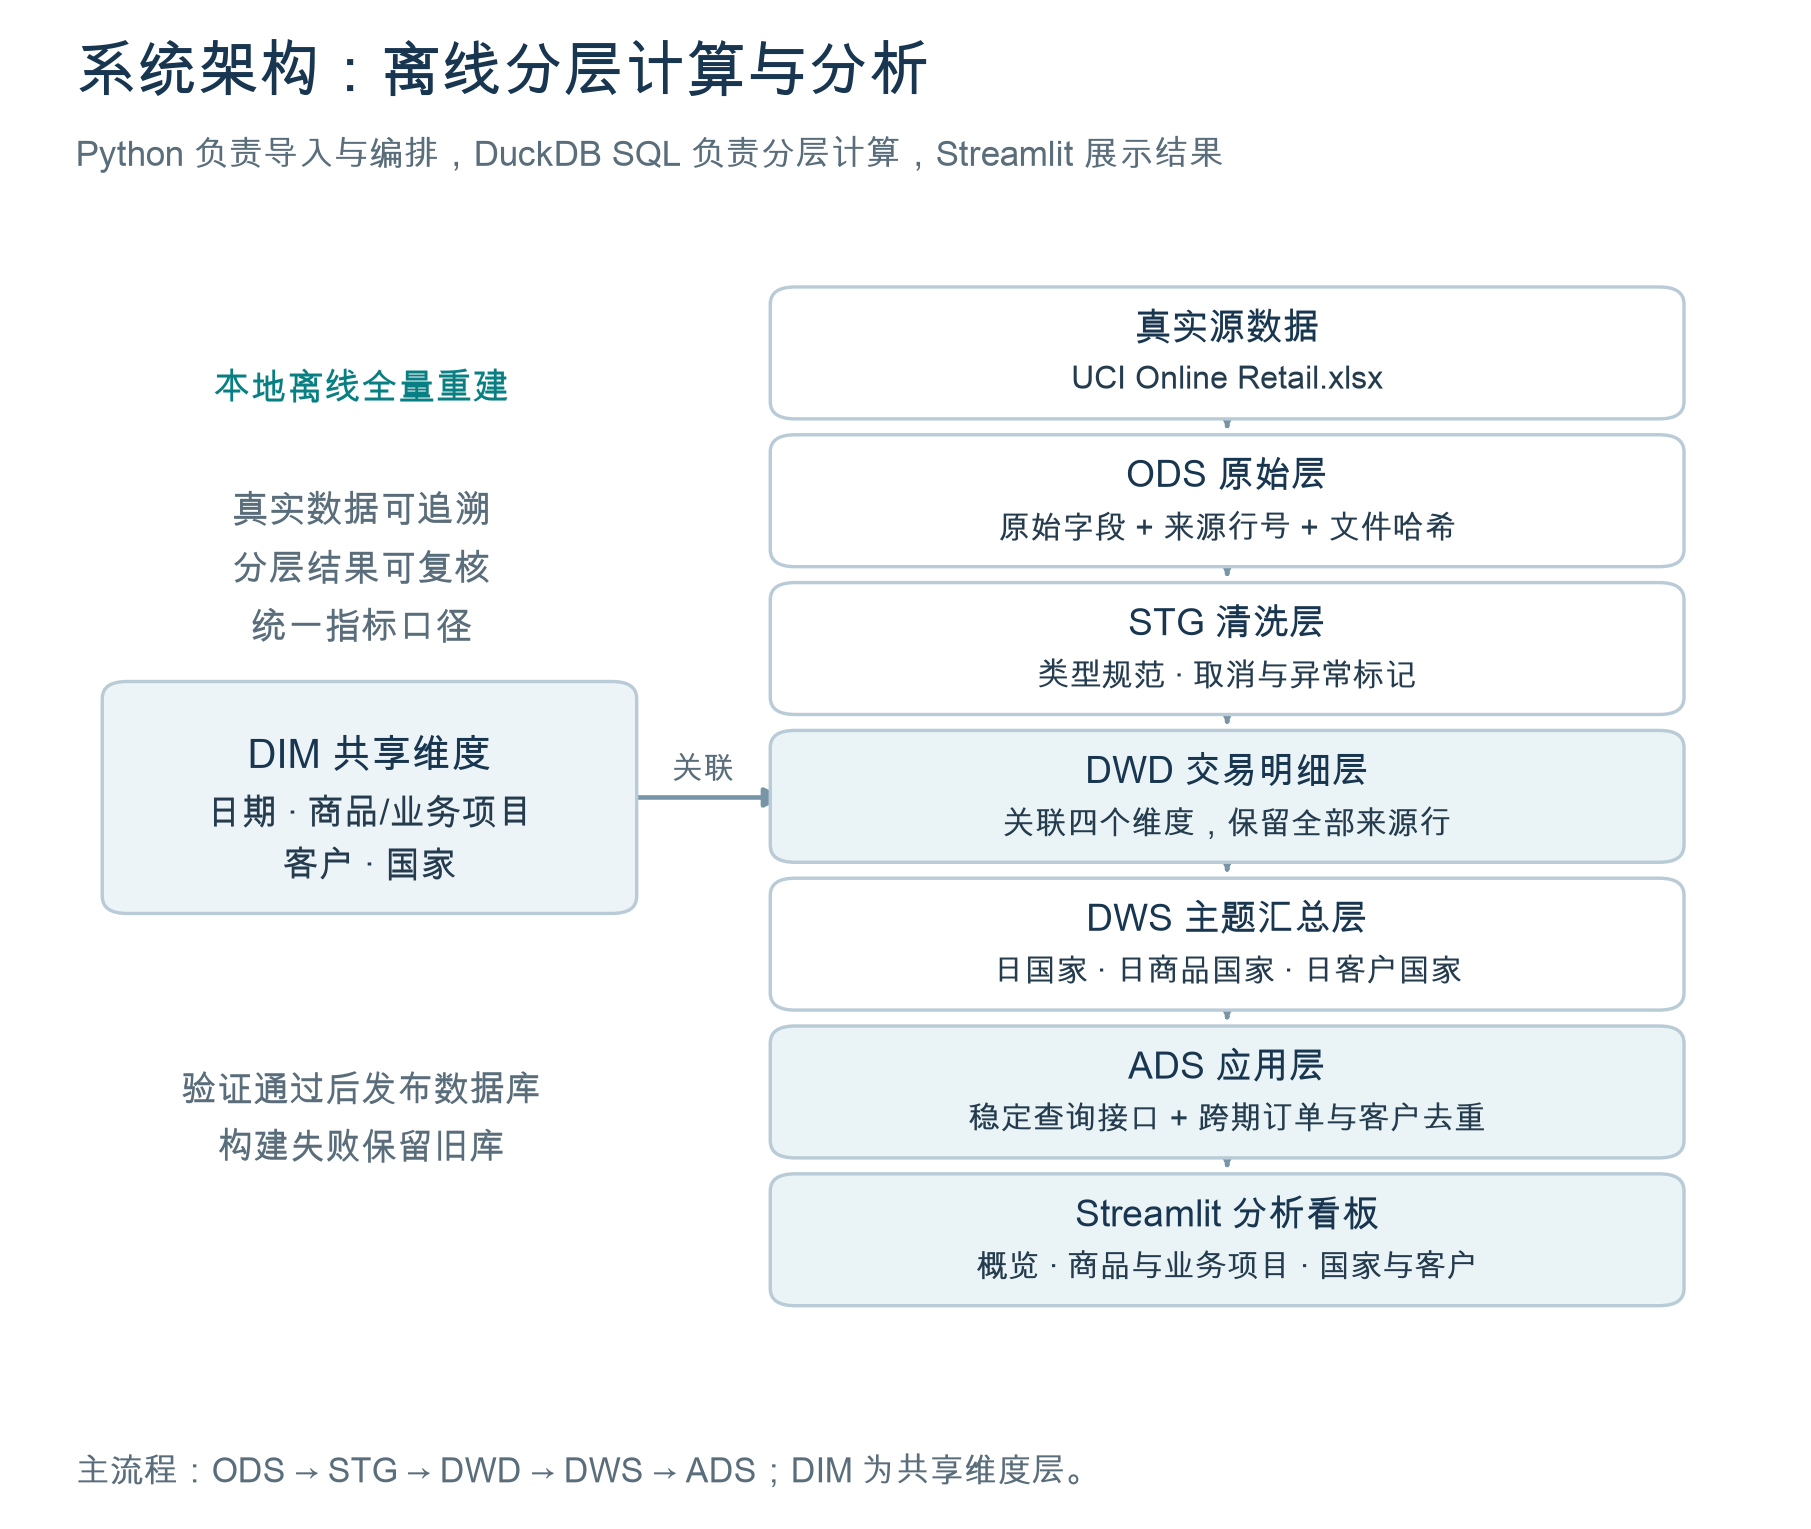 系统架构：离线分层计算与分析
Python 负责导入与编排，DuckDB SQL 负责分层计算，Streamlit 展示结果
本地离线全量重建
真实数据可追溯
分层结果可复核
统一指标口径
DIM 共享维度
日期 · 商品/业务项目
客户 · 国家
关联
验证通过后发布数据库
构建失败保留旧库
真实源数据
UCI Online Retail.xlsx
ODS 原始层
原始字段 + 来源行号 + 文件哈希
STG 清洗层
类型规范 · 取消与异常标记
DWD 交易明细层
关联四个维度，保留全部来源行
DWS 主题汇总层
日国家 · 日商品国家 · 日客户国家
ADS 应用层
稳定查询接口 + 跨期订单与客户去重
Streamlit 分析看板
概览 · 商品与业务项目 · 国家与客户
主流程：ODS → STG → DWD → DWS → ADS；DIM 为共享维度层。